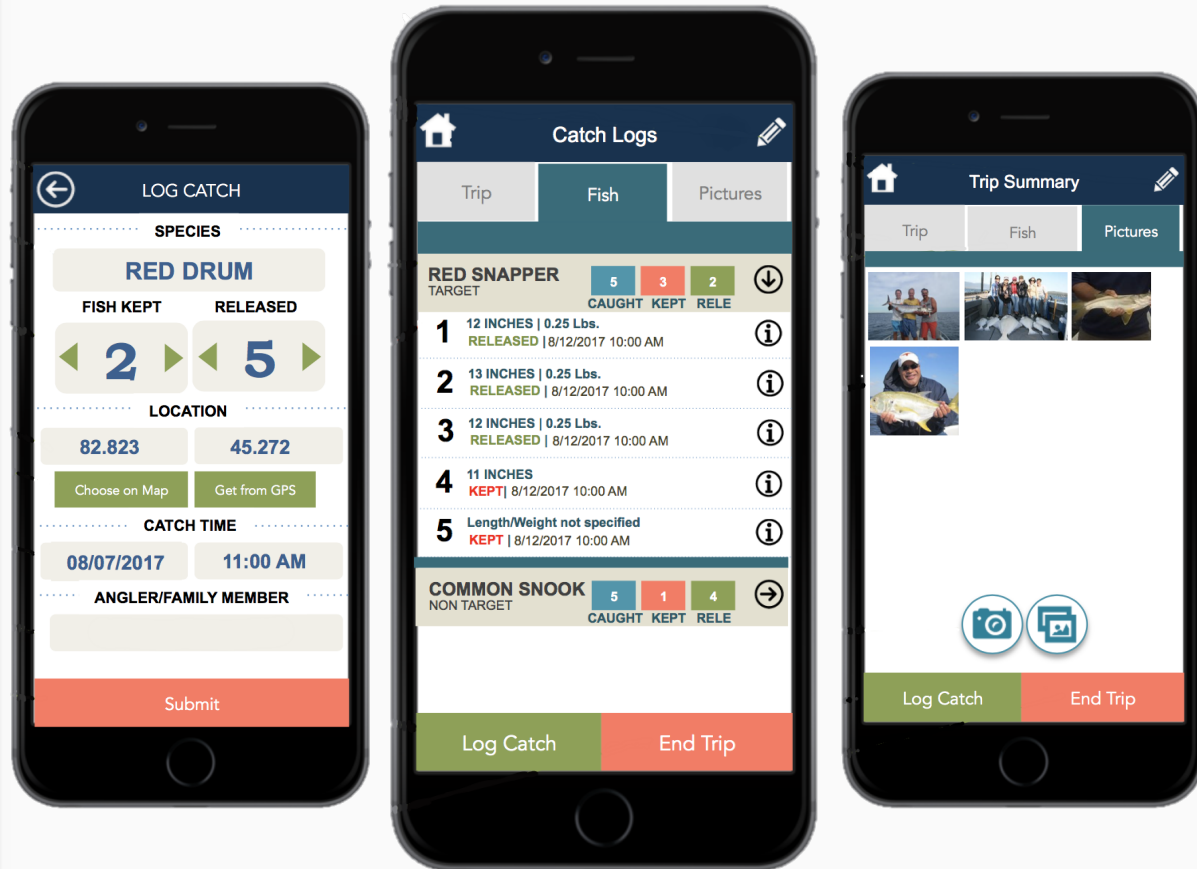 LOG CATCH
SPECIES
RED DRUM
FISH KEPT RELEASED
2 5
LOCATION
82.823 45.272
Choose on Map Get from GPS
CATCH TIME
08/07/2017 11:00 AM
ANGLER/FAMILY MEMBER
Submit
Catch Logs
Trip Fish Pictures
RED SNAPPER 5 3 2
TARGET CAUGHT KEPT RELE
1 12 INCHES | 0.25 Lbs.
RELEASED | 8/12/2017 10:00 AM
2 13 INCHES | 0.25 Lbs.
RELEASED | 8/12/2017 10:00 AM
3 12 INCHES | 0.25 Lbs.
RELEASED | 8/12/2017 10:00 AM
4 11 INCHES
KEPT| 8/12/2017 10:00 AM
5 Length/Weight not specified
KEPT | 8/12/2017 10:00 AM
COMMON SNOOK 5 1 4
NON TARGET CAUGHT KEPT RELE
Log Catch End Trip
Trip Summary
Trip Fish Pictures
Log Catch End Trip